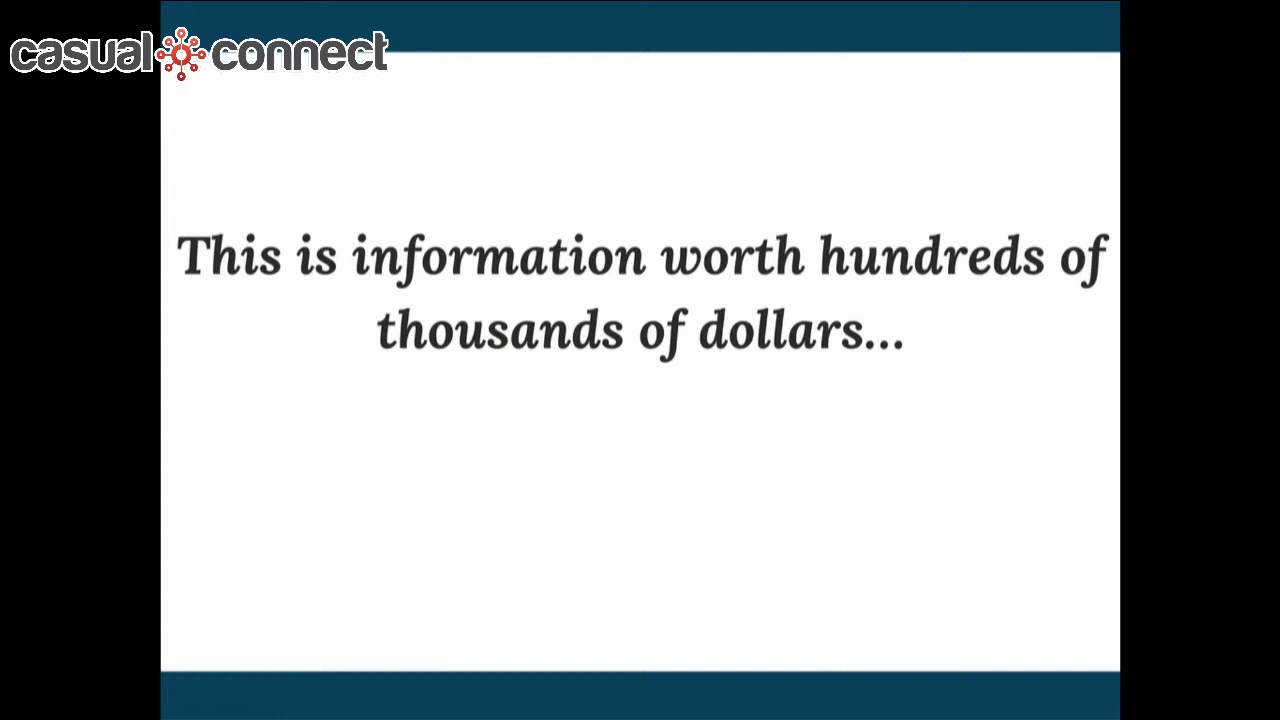 casual connect
This is information worth hundreds of
thousands of dollars...